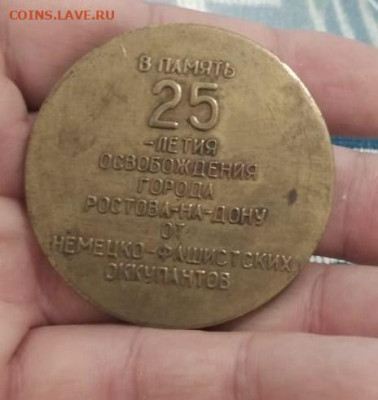 COINS.LAVE.RU
В ПАМЯТЬ
25
-ЛЕТИЯ
ОСВОБОЖДЕНИЯ
ГОРОДА
РОСТОВА-НА-ДОНУ
ОТ
НЕМЕЦКО-ФАШИСТСКИХ
ОККУПАНТОВ